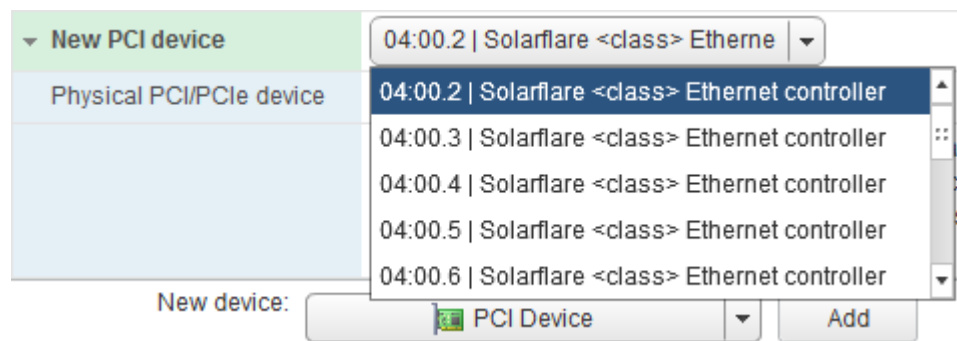 New PCI device
04:00.2 | Solarflare <class> Etherne
Physical PCI/PCIe device
04:00.2 | Solarflare <class> Ethernet controller
04:00.3 | Solarflare <class> Ethernet controller
04:00.4 | Solarflare <class> Ethernet controller
04:00.5 | Solarflare <class> Ethernet controller
04:00.6 | Solarflare <class> Ethernet controller
New device:
PCI Device
Add